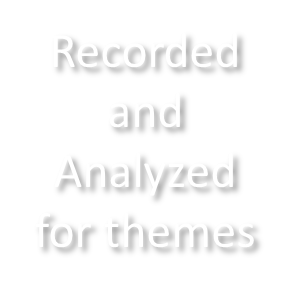 Recorded
and
Analyzed
for themes